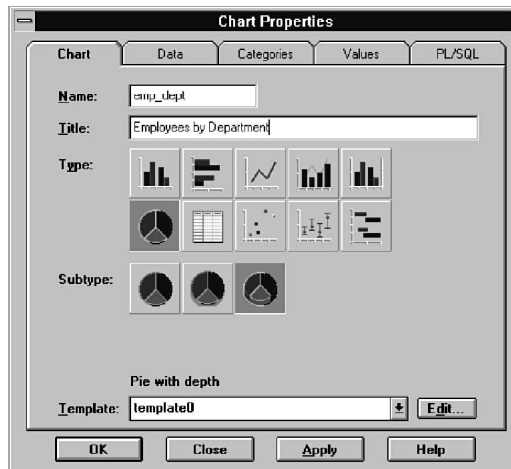 Chart Properties
Chart Data Categories Values PL/SQL
Name: emp_dept
Title: Employees by Department
Type:
Subtype:
Pie with depth
Template: template0 Edit...
OK Close Apply Help